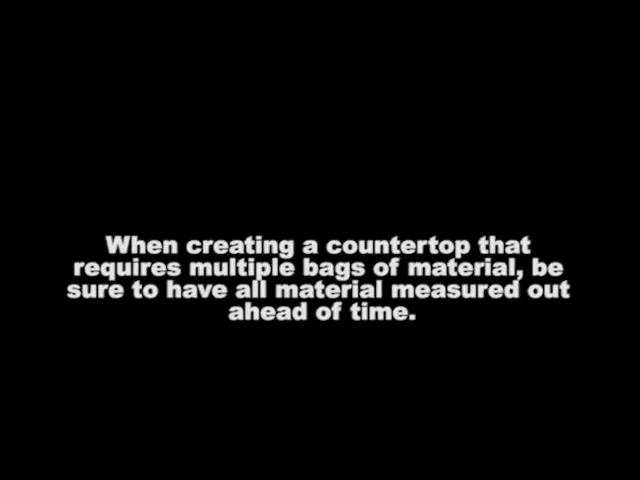 When creating a countertop that
requires multiple bags of material, be
sure to have all material measured out
ahead of time.